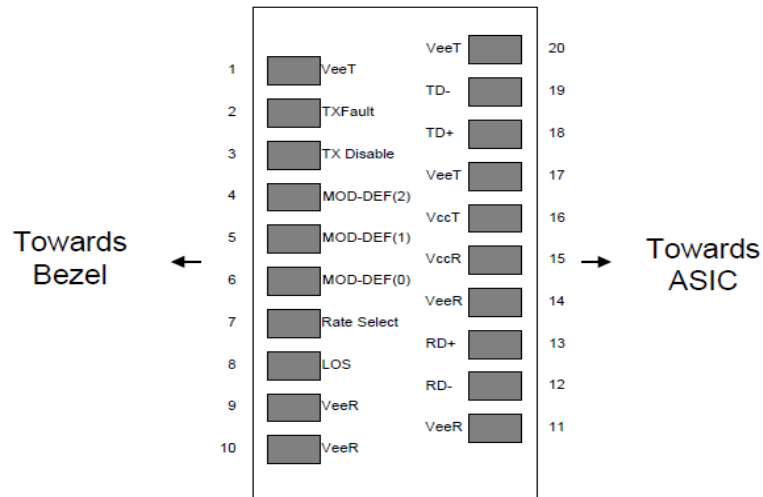 VeeT 20
1 VeeT
TD- 19
2 TXFault
TD+ 18
3 TX Disable
VeeT 17
4 MOD-DEF(2)
VccT 16
5 MOD-DEF(1)
VccR 15
6 MOD-DEF(0)
VeeR 14
7 Rate Select
RD+ 13
8 LOS
RD- 12
9 VeeR
VeeR 11
10 VeeR
Towards
Bezel
Towards
ASIC